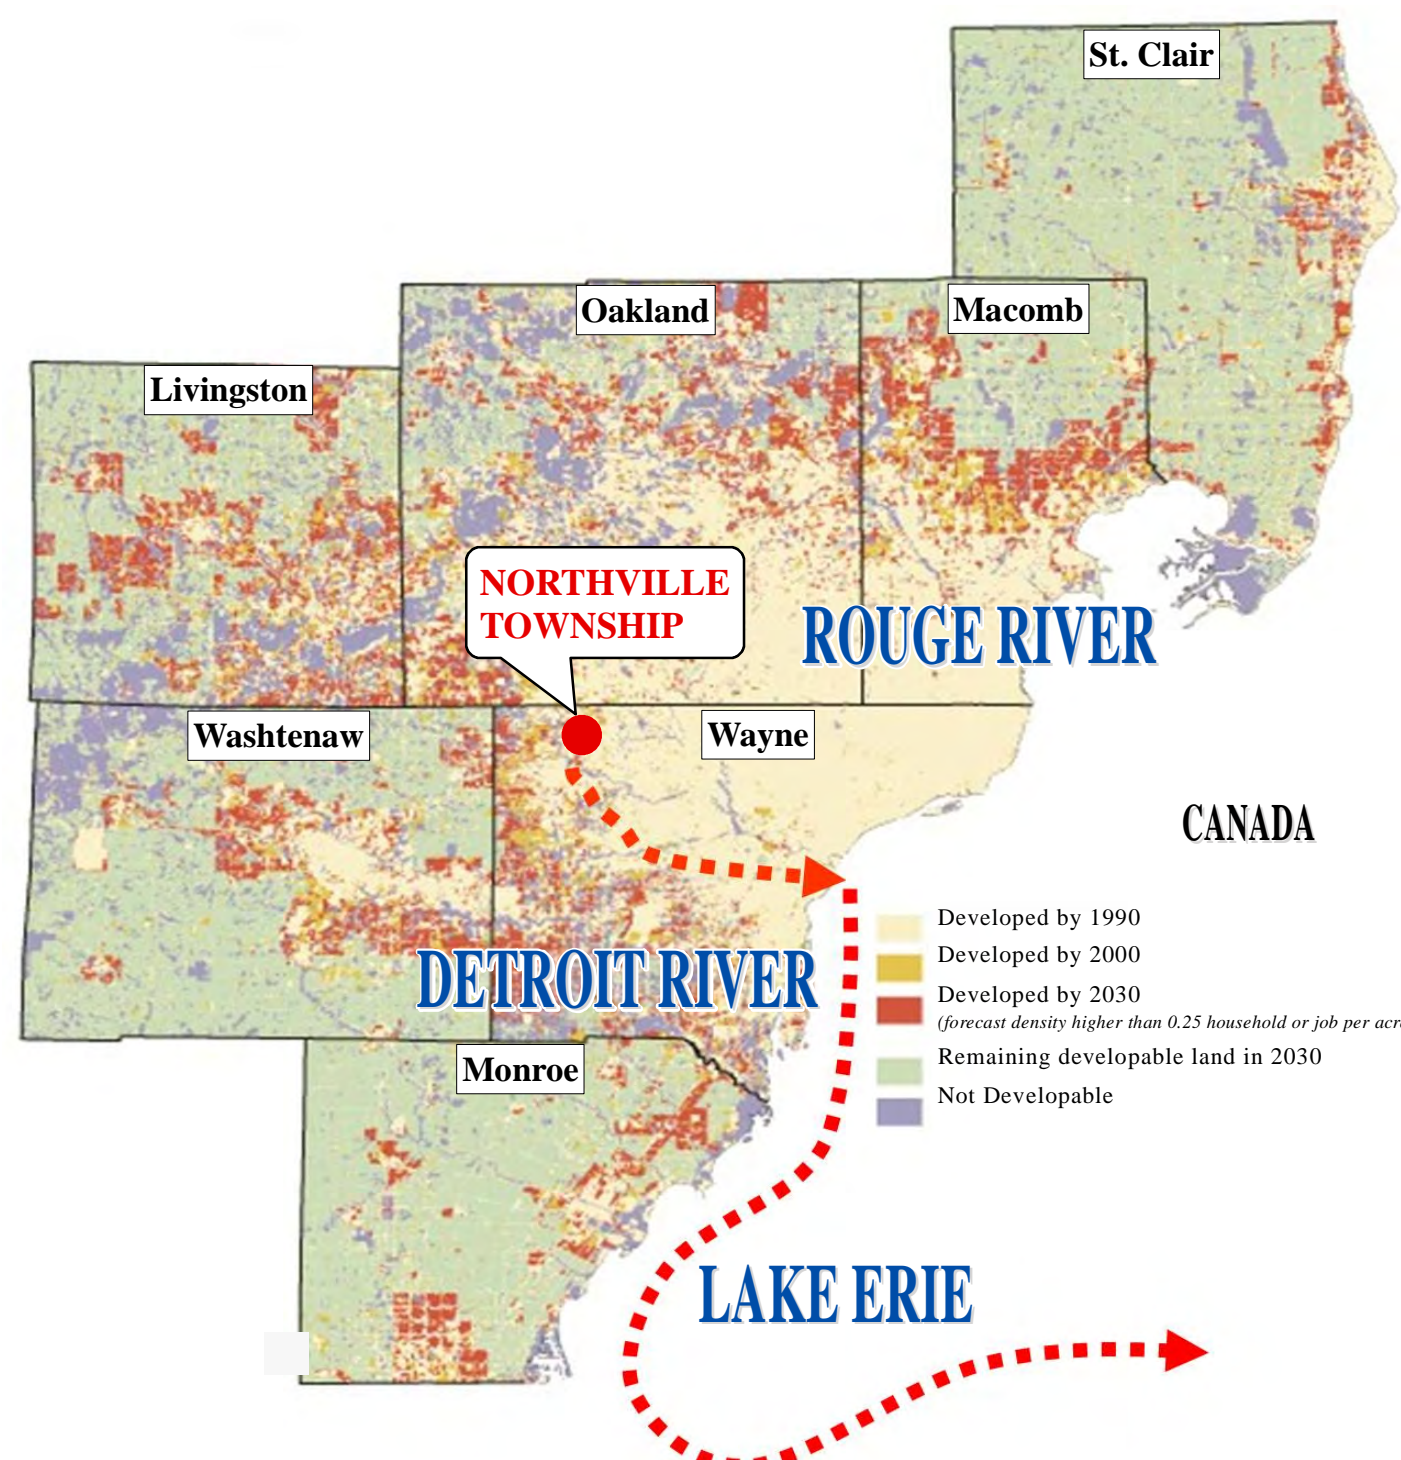 St. Clair
Oakland
Macomb
Livingston
NORTHVILLE
TOWNSHIP
ROUGE RIVER
Washtenaw
Wayne
CANADA
Developed by 1990
Developed by 2000
DETROIT RIVER
Developed by 2030
(forecast density higher than 0.25 household or job per acr
Remaining developable land in 2030
Monroe
Not Developable
LAKE ERIE